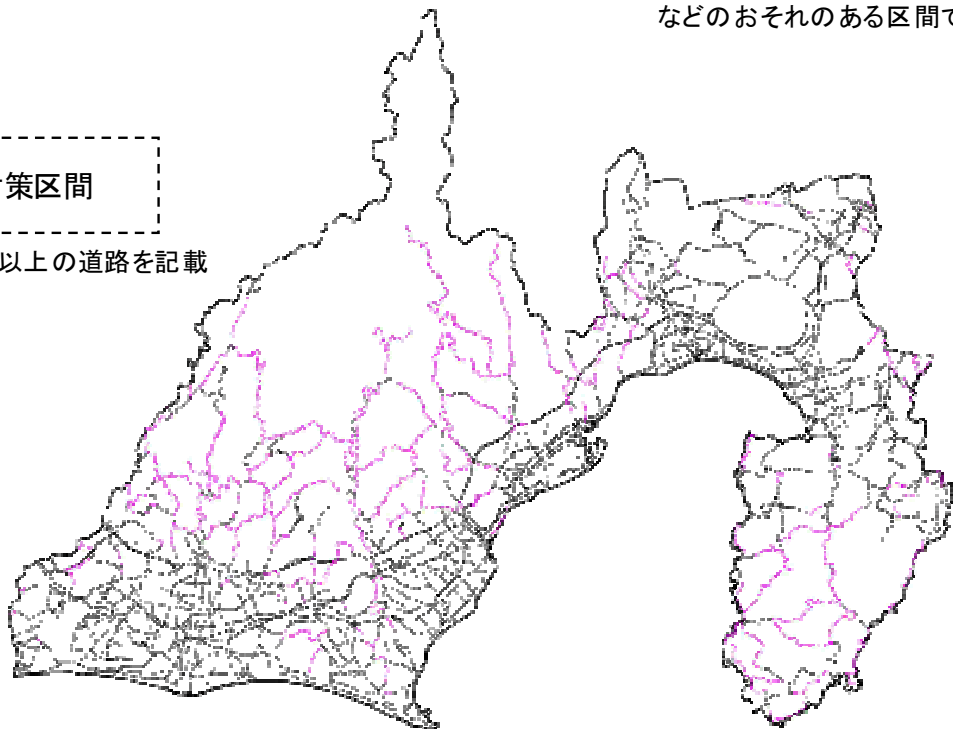 などのおそれのある区間で
策区間
以上の道路を記載